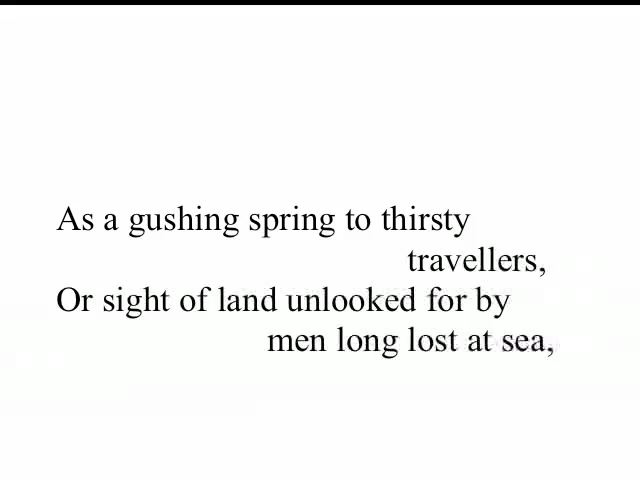 As a gushing spring to thirsty
travellers,
Or sight of land unlooked for by
men long lost at sea,